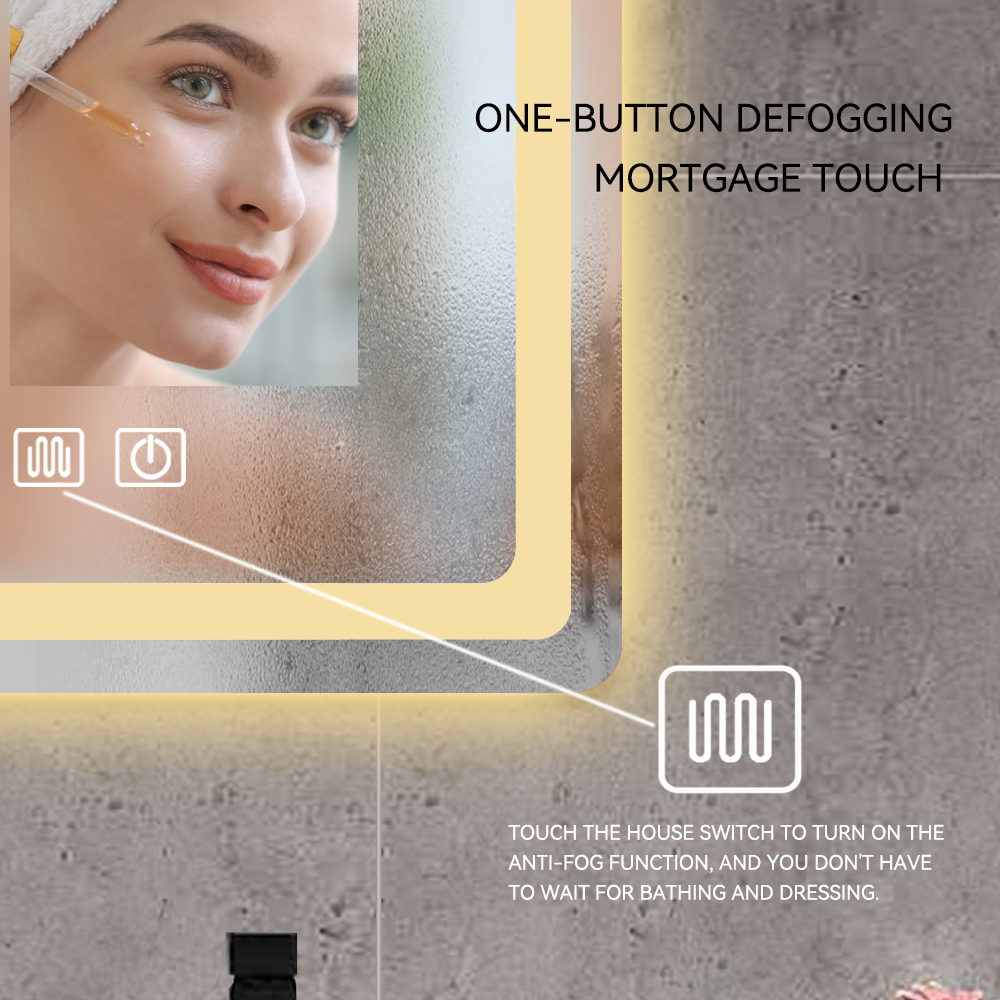 ONE-BUTTON DEFOGGING
MORTGAGE TOUCH
TOUCH THE HOUSE SWITCH TO TURN ON THE
ANTI-FOG FUNCTION, AND YOU DON'T HAVE
TO WAIT FOR BATHING AND DRESSING.